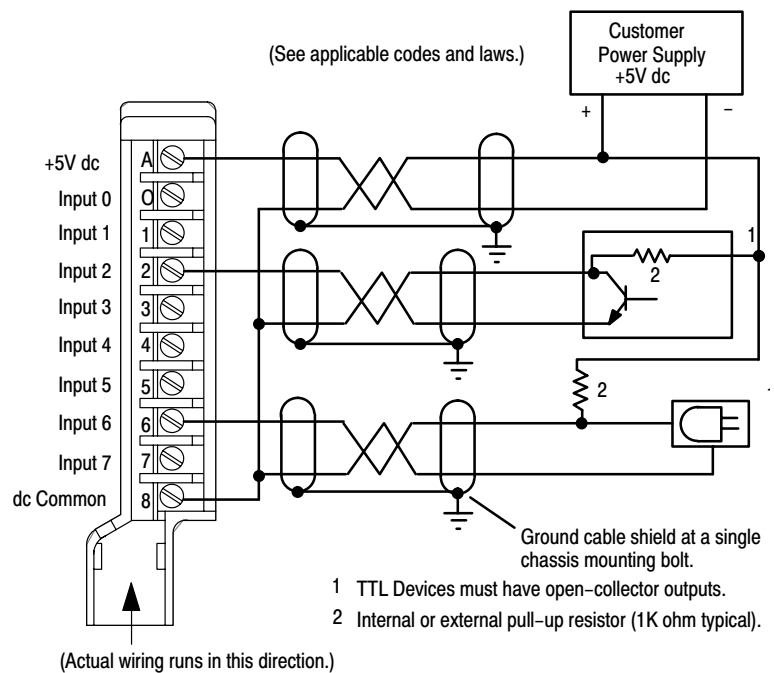 Customer
Power Supply
+5V dc
(See applicable codes and laws.)
+ −
+5V dc A
Input 0 O
Input 1 1
Input 2 2
Input 3 3
Input 4 4
Input 5 5
Input 6 6
Input 7 7
dc Common 8
1
2
2
1
Ground cable shield at a single
chassis mounting bolt.
1 TTL Devices must have open−collector outputs.
2 Internal or external pull−up resistor (1K ohm typical).
(Actual wiring runs in this direction.)